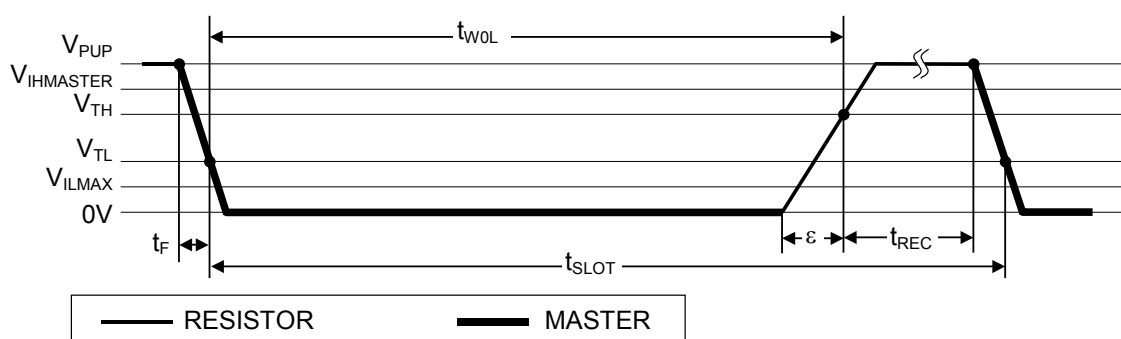 tW0L
VPUP
VIHMASTER
VTH
VTL
VILMAX
0V
tF
ε
tREC
tSLOT
RESISTOR
MASTER